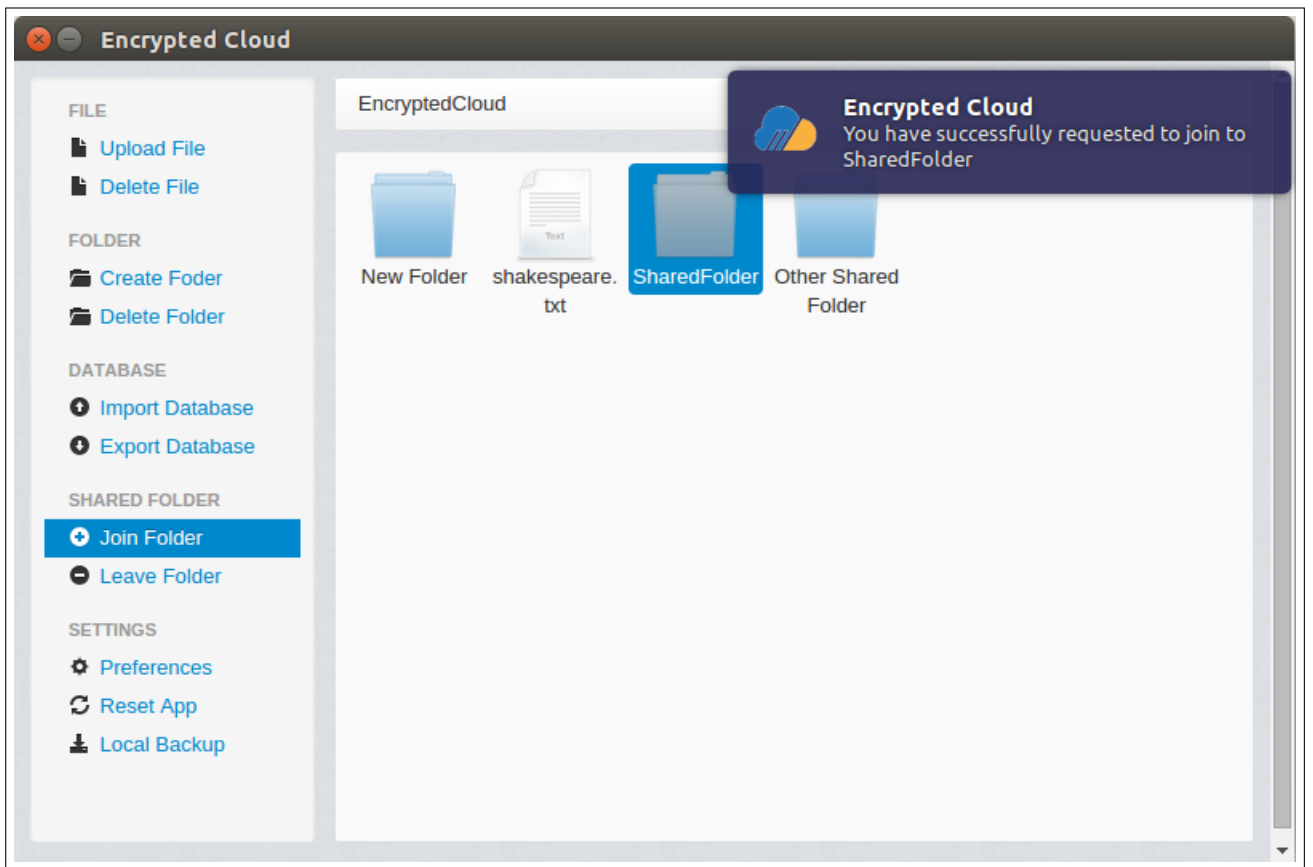 Encrypted Cloud
FILE
Upload File
Delete File
FOLDER
Create Foder
Delete Folder
DATABASE
Import Database
Export Database
SHARED FOLDER
Join Folder
Leave Folder
SETTINGS
Preferences
Reset App
Local Backup
EncryptedCloud
Encrypted Cloud
You have successfully requested to join to
SharedFolder
Text
New Folder
shakespeare.
txt
SharedFolder
Other Shared
Folder